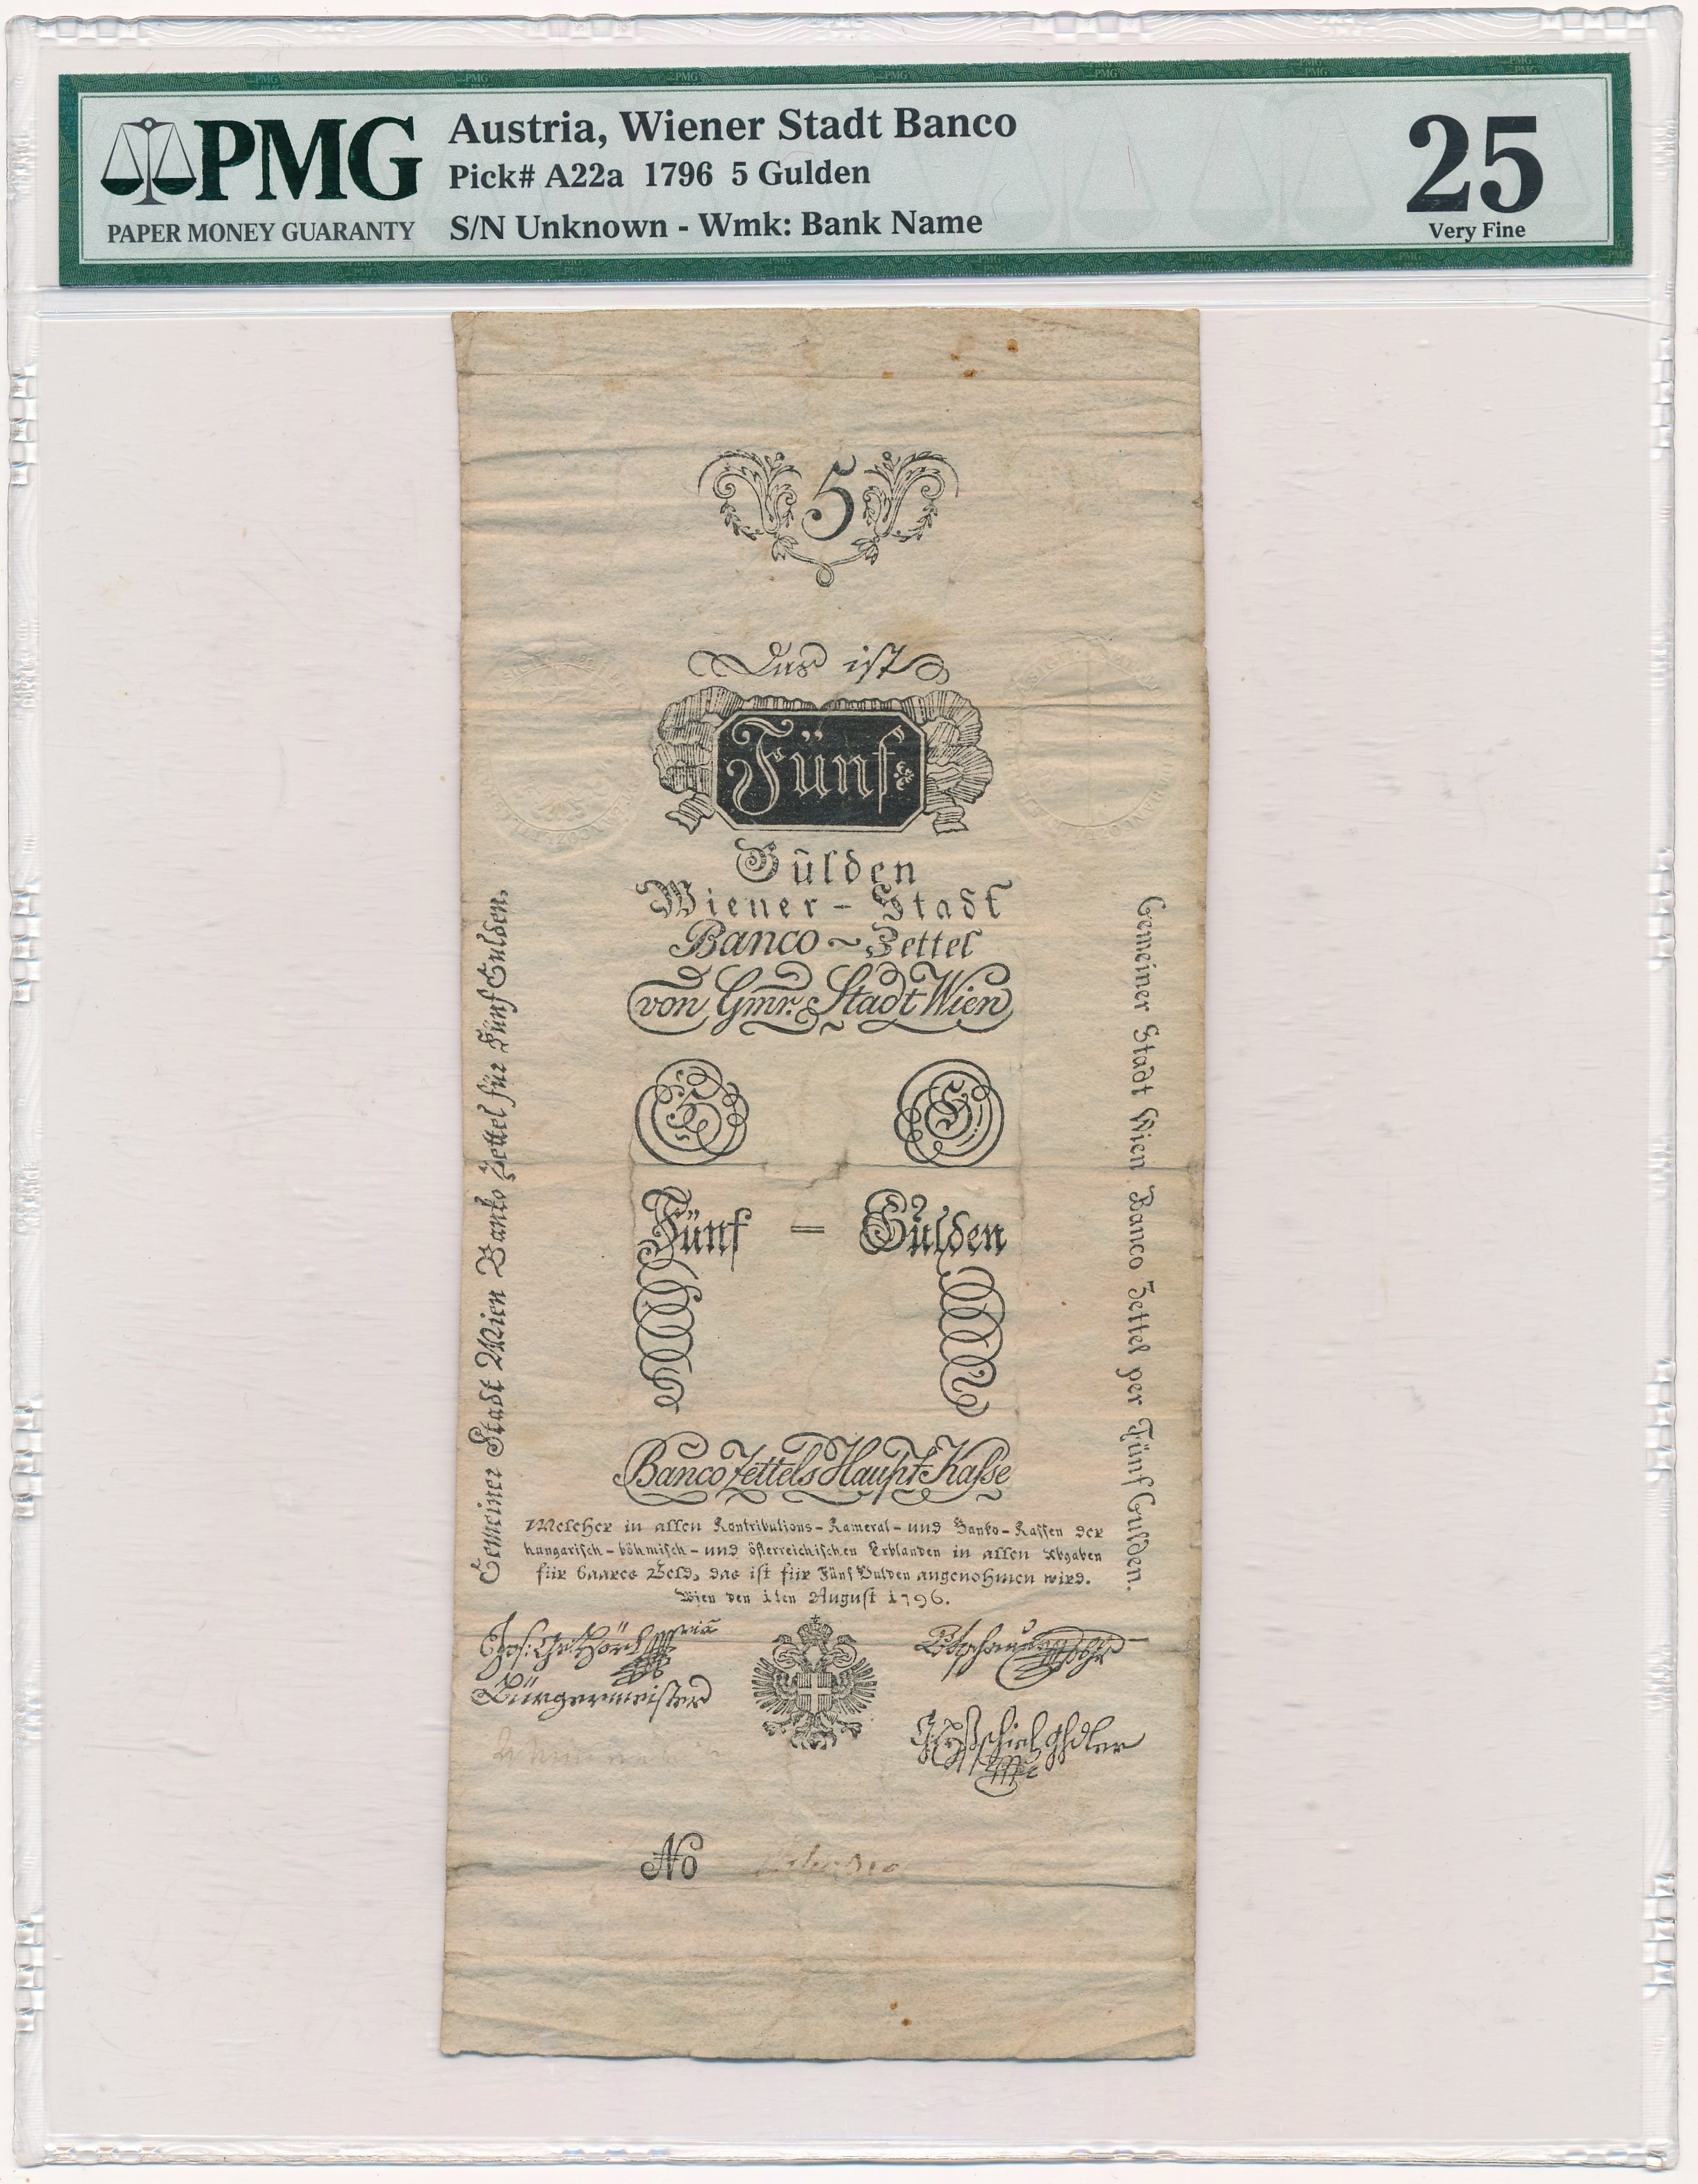 PMG
PAPER MONEY GUARANTY
Austria, Wiener Stadt Banco
Pick# A22a 1796 5 Gulden
S/N Unknown - Wmk: Bank Name
25
Very Fine
5
Das ist
Fünf
Gûlden
Wiener - Stadt
Banco ~ Zettel
von Gmr. Stadt Wien
Gemeiner Stadt Wien Banko Zettel für Fünf Gulden.
Gemeiner Stadt Wien Banco Zettel per Fünf Gulden.
5 G
Fünf = Gulden
Banco Zettels Haupt Kasse
Welcher in allen Kontributions - Kameral - und Banko - Kassen der
hungarisch - böhmisch - und österreichischen Erblanden in allen Abgaben
für baares Geld, das ist für Fünf Gulden angenohmen wird.
Wien den 1ten August 1796.
Bürgermeister
No